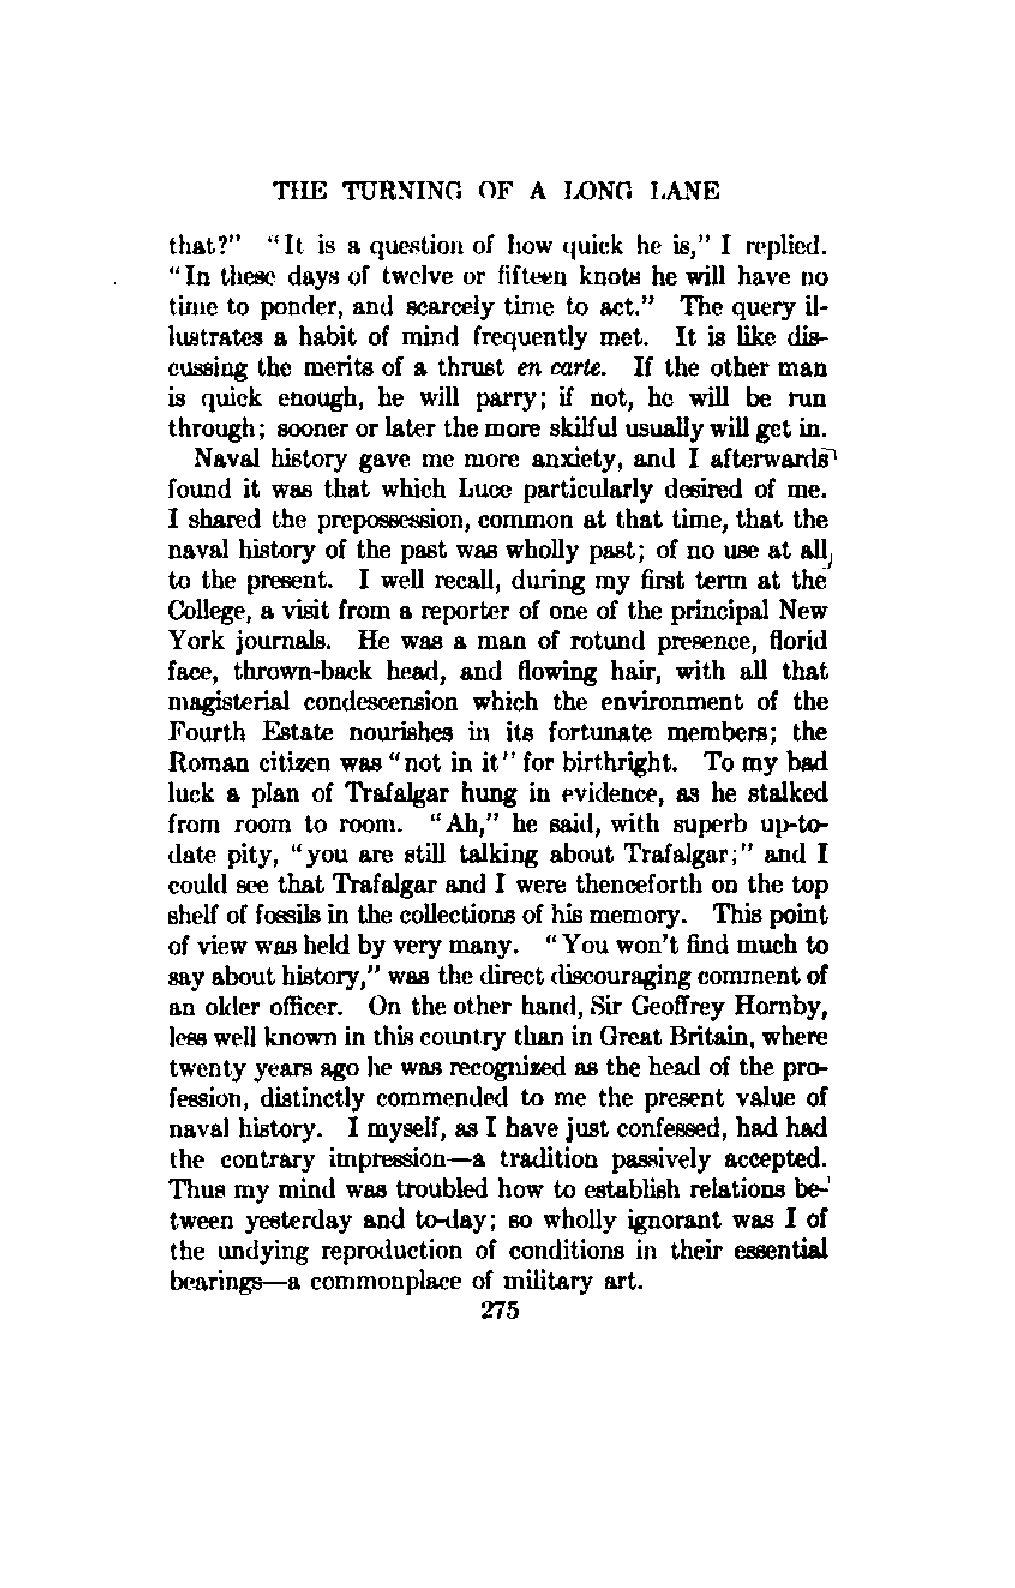 THE TURNING OF A LONG LANE
that?" "It is a question of how quick he is," I replied.
"In these days of twelve or fifteen knots he will have no
time to ponder, and scarcely time to act." The query il-
lustrates a habit of mind frequently met. It is like dis-
cussing the merits of a thrust en carte. If the other man
is quick enough, he will parry; if not, he will be run
through; sooner or later the more skilful usually will get in.
Naval history gave me more anxiety, and I afterwards
found it was that which Luce particularly desired of me.
I shared the prepossession, common at that time, that the
naval history of the past was wholly past; of no use at all
to the present. I well recall, during my first term at the
College, a visit from a reporter of one of the principal New
York journals. He was a man of rotund presence, florid
face, thrown-back head, and flowing hair, with all that
magisterial condescension which the environment of the
Fourth Estate nourishes in its fortunate members; the
Roman citizen was "not in it" for birthright. To my bad
luck a plan of Trafalgar hung in evidence, as he stalked
from room to room. "Ah," he said, with superb up-to-
date pity, "you are still talking about Trafalgar;" and I
could see that Trafalgar and I were thenceforth on the top
shelf of fossils in the collections of his memory. This point
of view was held by very many. "You won't find much to
say about history," was the direct discouraging comment of
an older officer. On the other hand, Sir Geoffrey Hornby,
less well known in this country than in Great Britain, where
twenty years ago he was recognized as the head of the pro-
fession, distinctly commended to me the present value of
naval history. I myself, as I have just confessed, had had
the contrary impression—a tradition passively accepted.
Thus my mind was troubled how to establish relations be-
tween yesterday and to-day; so wholly ignorant was I of
the undying reproduction of conditions in their essential
bearings—a commonplace of military art.
275